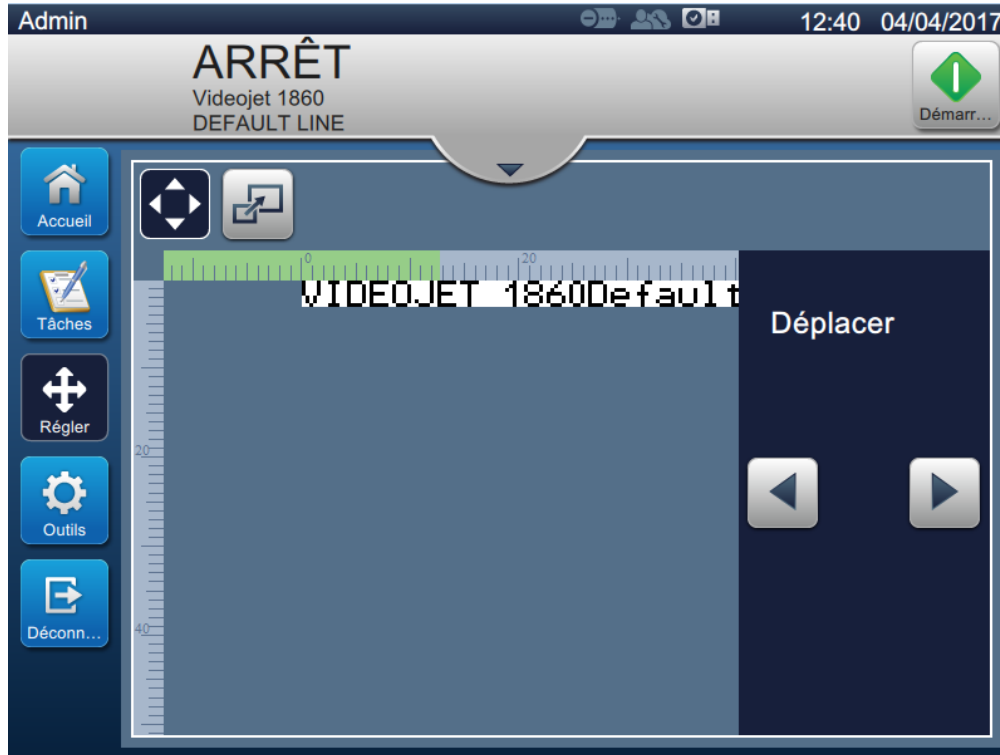 Admin 12:40 04/04/2017
ARRÊT
Videojet 1860
DEFAULT LINE
Démarr...
Accueil
Tâches
Régler
Outils
Déconn...
0 20
VIDEOJET 1860Default
20
40
Déplacer